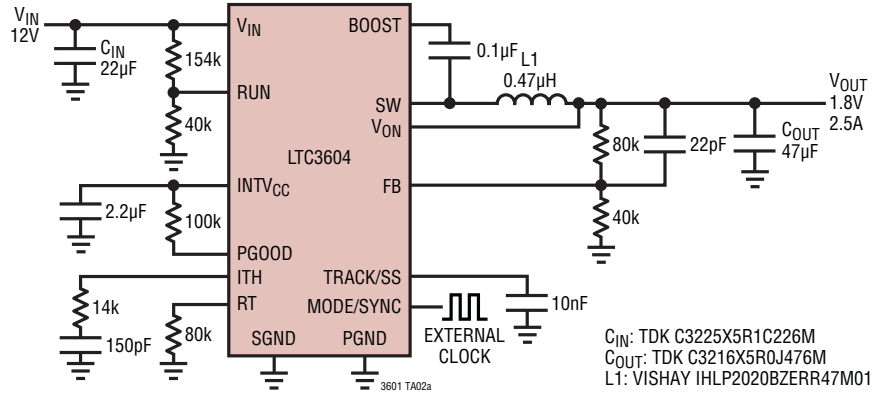 VIN
12V
CIN
22µF
154k
40k
VIN
RUN
BOOST
0.1µF
L1
0.47µH
SW
VON
VOUT
1.8V
2.5A
LTC3604
80k
22pF
COUT
47µF
INTVCC
FB
2.2µF
100k
40k
PGOOD
ITH
TRACK/SS
14k
RT
MODE/SYNC
10nF
150pF
80k
SGND
PGND
EXTERNAL
CLOCK
3601 TA02a
CIN: TDK C3225X5R1C226M
COUT: TDK C3216X5R0J476M
L1: VISHAY IHLP2020BZERR47M01